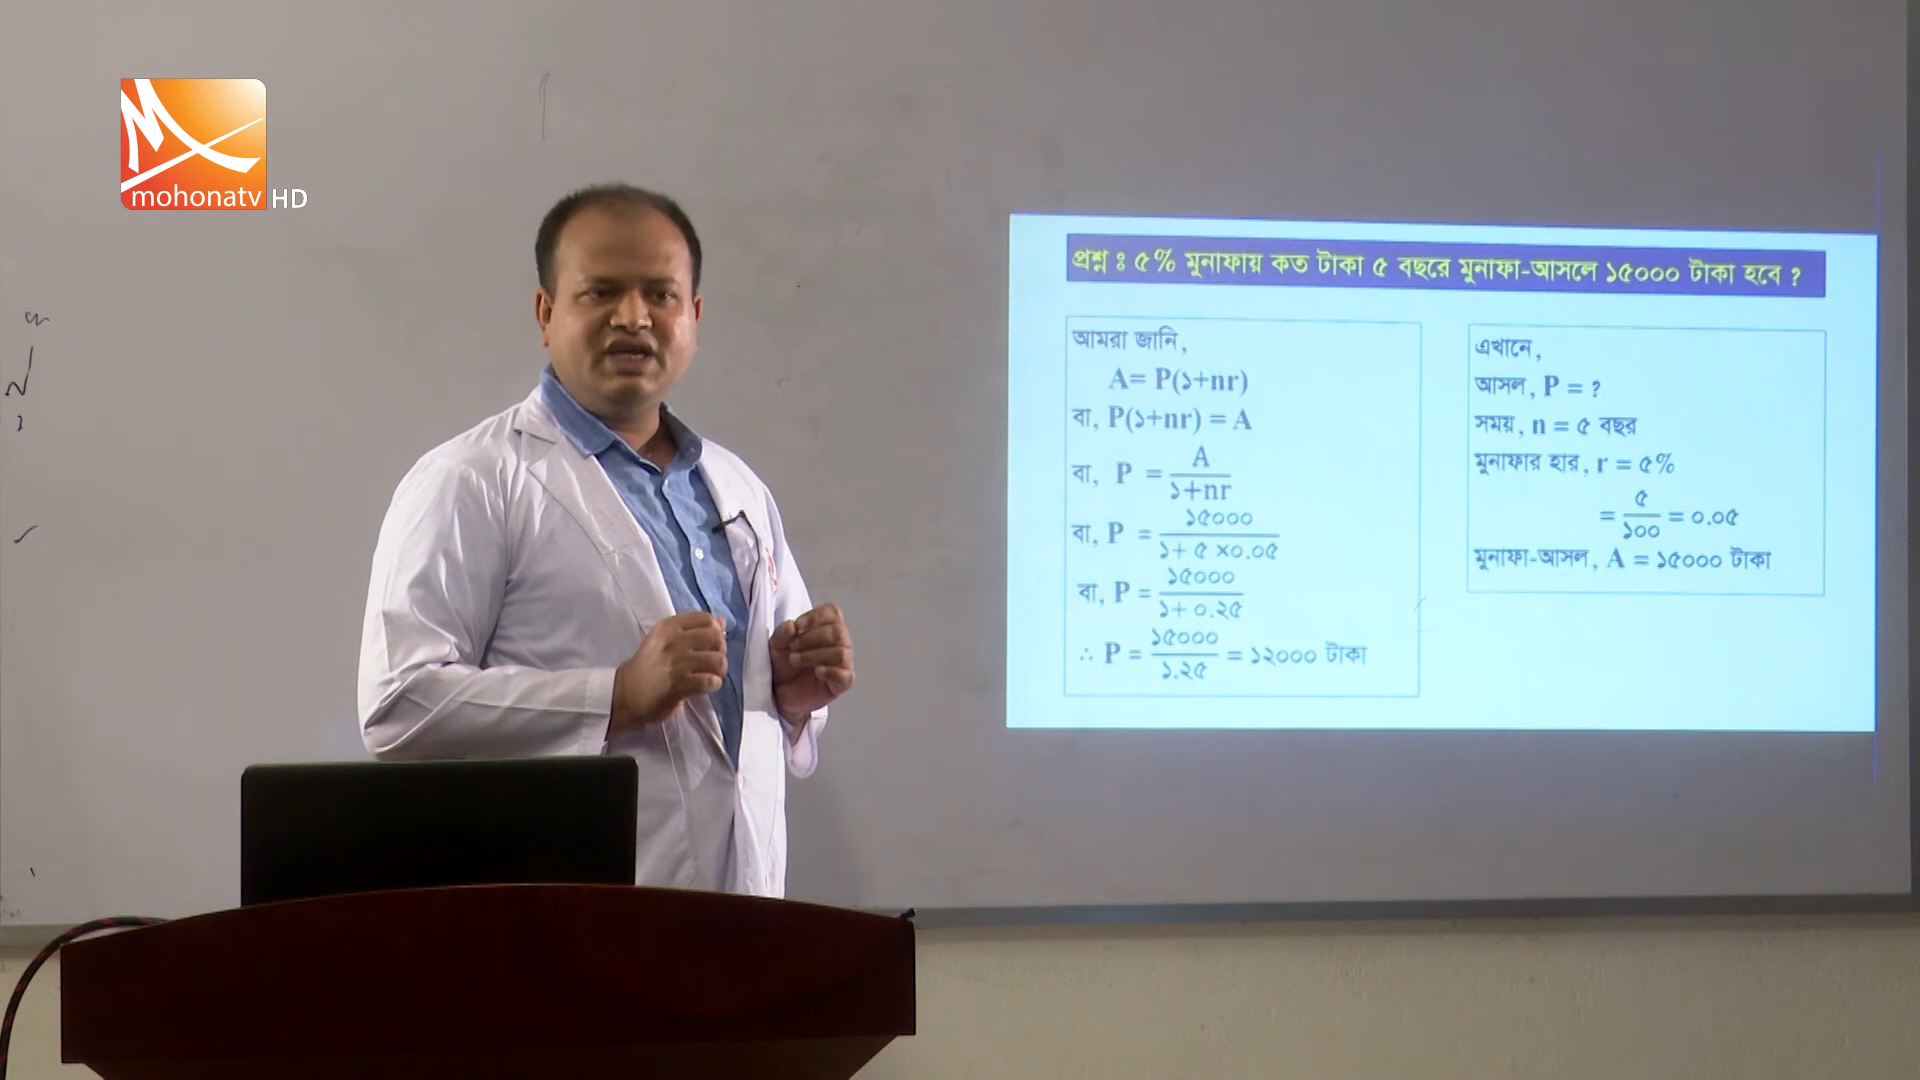 mohonatv HD
প্রশ্ন ঃ ৫% মুনাফায় কত টাকা ৫ বছরে মুনাফা-আসলে ১৫০০০ টাকা হবে ?
আমরা জানি,
A= P(১+nr)
বা, P(১+nr) = A
বা, P = A / ১+nr
বা, P = ১৫০০০ / ১+ ৫ ×০.০৫
বা, P = ১৫০০০ / ১+ ০.২৫
∴ P = ১৫০০০ / ১.২৫ = ১২০০০ টাকা
এখানে,
আসল, P = ?
সময়, n = ৫ বছর
মুনাফার হার, r = ৫%
= ৫ / ১০০ = ০.০৫
মুনাফা-আসল, A = ১৫০০০ টাকা